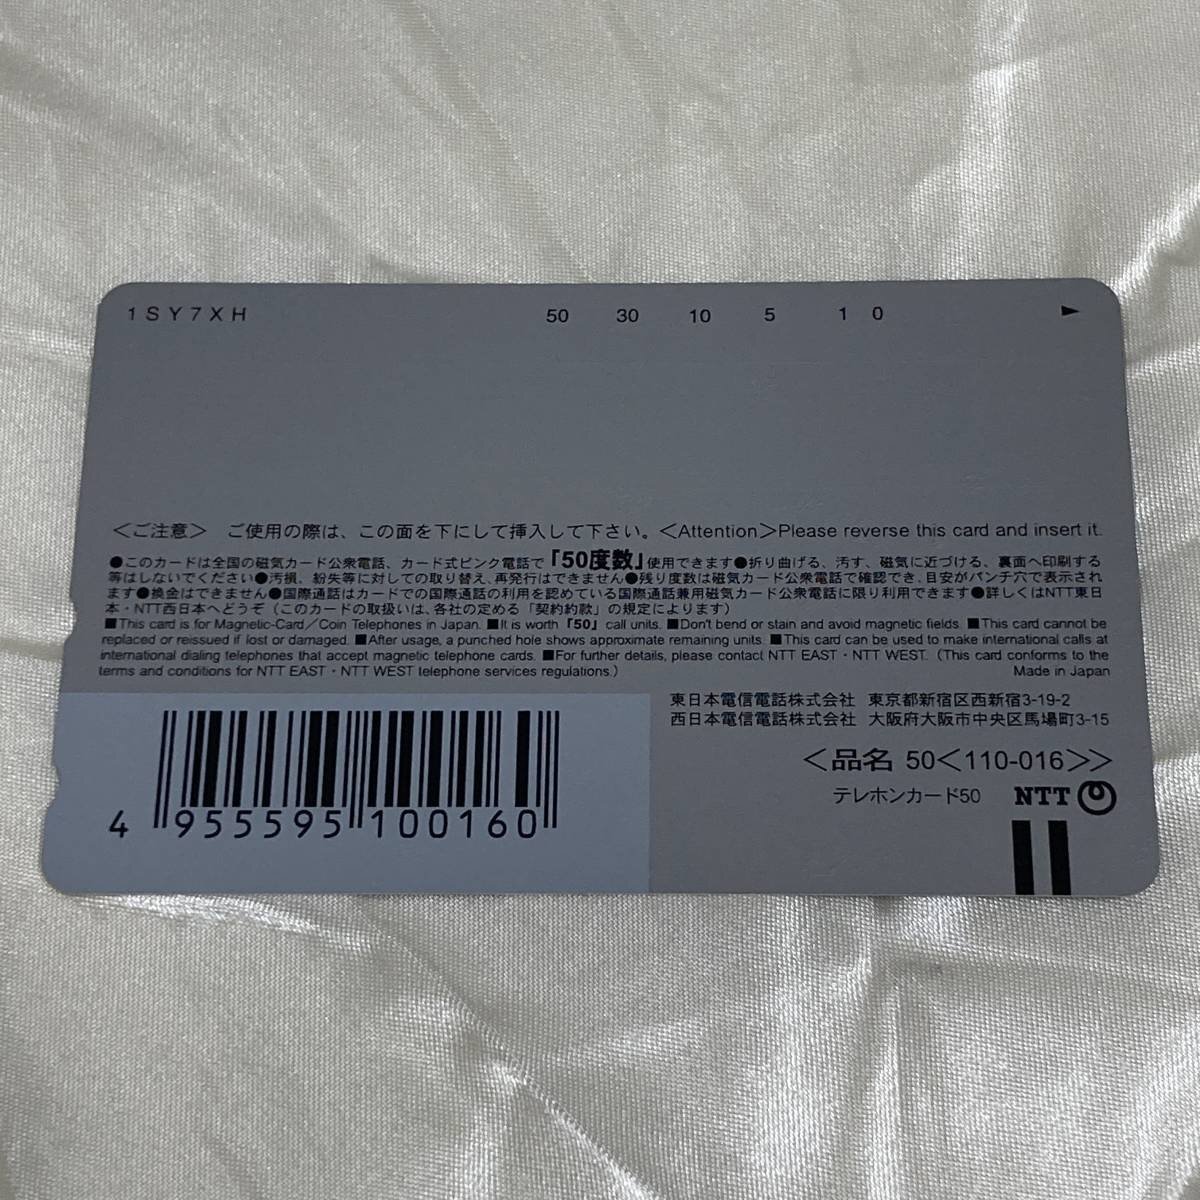 1SY7XH 50 30 10 5 1 0 ►
＜ご注意＞ ご使用の際は、この面を下にして挿入して下さい。＜Attention＞Please reverse this card and insert it.
●このカードは全国の磁気カード公衆電話、カード式ピンク電話で「50度数」使用できます●折り曲げる、汚す、磁気に近づける、裏面へ印刷する
等はしないでください●汚損、紛失等に対しての取り替え、再発行はできません●残り度数は磁気カード公衆電話で確認でき、目安がパンチ穴で表示され
ます●換金はできません●国際通話はカードでの国際通話の利用を認めている国際通話兼用磁気カード公衆電話に限り利用できます●詳しくはNTT東日
本・NTT西日本へどうぞ（このカードの取扱いは、各社の定める「契約約款」の規定によります）
■This card is for Magnetic-Card／Coin Telephones in Japan. ■It is worth「50」call units. ■Don't bend or stain and avoid magnetic fields. ■This card cannot be
replaced or reissued if lost or damaged. ■After usage, a punched hole shows approximate remaining units. ■This card can be used to make international calls at
international dialing telephones that accept magnetic telephone cards. ■For further details, please contact NTT EAST・NTT WEST. (This card conforms to the
terms and conditions for NTT EAST・NTT WEST telephone services regulations.) Made in Japan
東日本電信電話株式会社 東京都新宿区西新宿3-19-2
西日本電信電話株式会社 大阪府大阪市中央区馬場町3-15
＜品名 50＜110-016＞＞
テレホンカード50 NTT
4 955595 100160